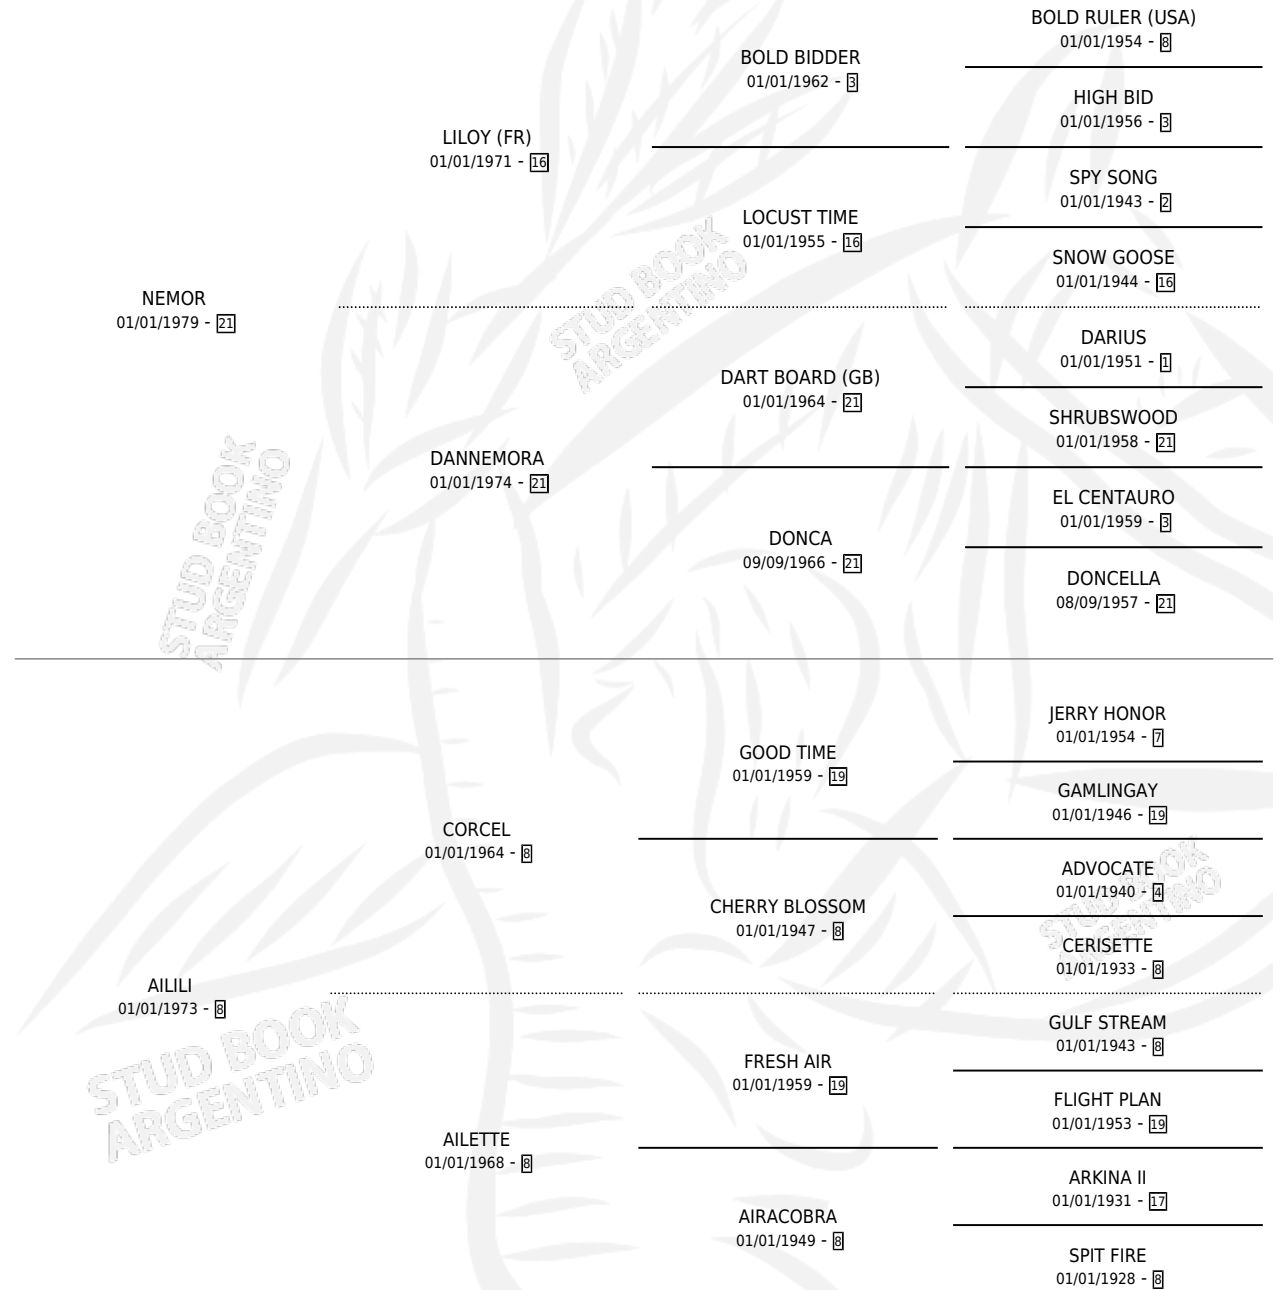 BOLD RULER (USA)
01/01/1954 - 8
BOLD BIDDER
01/01/1962 - 3
HIGH BID
01/01/1956 - 3
LILOY (FR)
01/01/1971 - 16
SPY SONG
01/01/1943 - 2
LOCUST TIME
01/01/1955 - 16
SNOW GOOSE
01/01/1944 - 16
NEMOR
01/01/1979 - 21
DARIUS
01/01/1951 - 1
DART BOARD (GB)
01/01/1964 - 21
SHRUBSWOOD
01/01/1958 - 21
DANNEMORA
01/01/1974 - 21
EL CENTAURO
01/01/1959 - 3
DONCA
09/09/1966 - 21
DONCELLA
08/09/1957 - 21
JERRY HONOR
01/01/1954 - 7
GOOD TIME
01/01/1959 - 19
GAMLINGAY
01/01/1946 - 19
CORCEL
01/01/1964 - 8
ADVOCATE
01/01/1940 - 4
CHERRY BLOSSOM
01/01/1947 - 8
CERISETTE
01/01/1933 - 8
AILILI
01/01/1973 - 8
GULF STREAM
01/01/1943 - 8
FRESH AIR
01/01/1959 - 19
FLIGHT PLAN
01/01/1953 - 19
AILETTE
01/01/1968 - 8
ARKINA II
01/01/1931 - 17
AIRACOBRA
01/01/1949 - 8
SPIT FIRE
01/01/1928 - 8
STUD BOOK
ARGENTINO
STUD BOOK
ARGENTINO
STUD BOOK
ARGENTINO
STUD BOOK
ARGENTINO